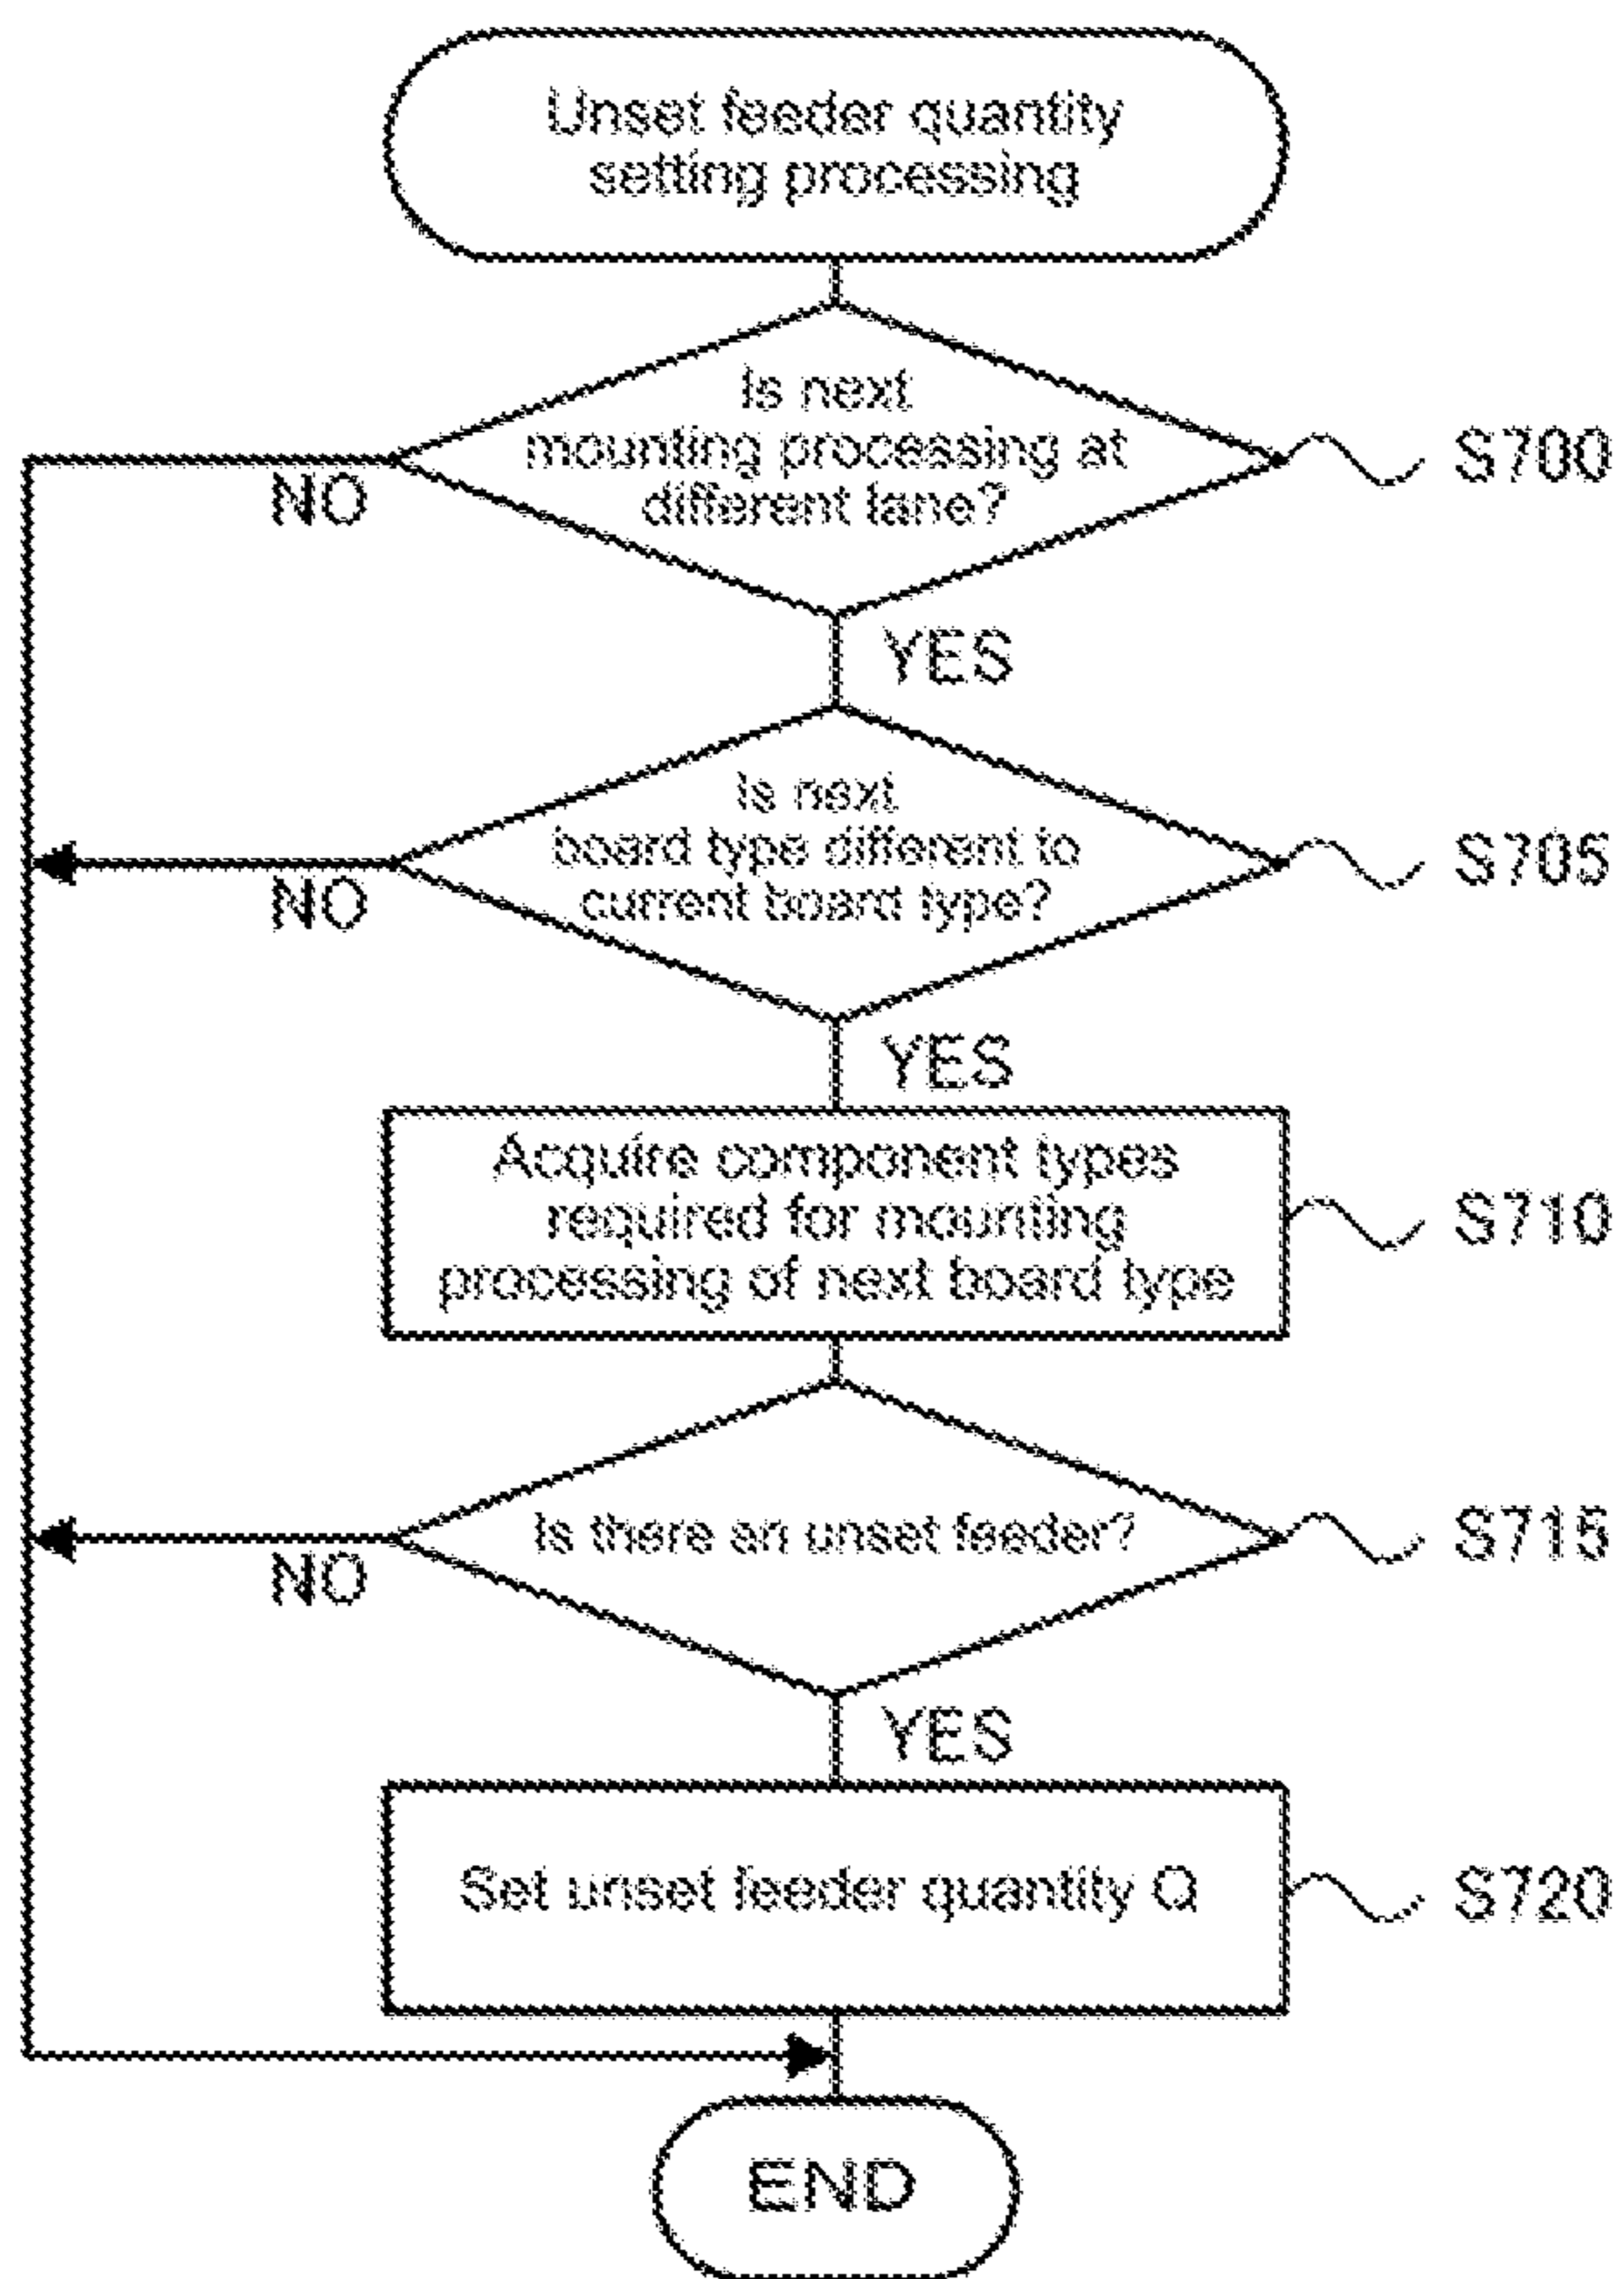 Unset feeder quantity
setting processing
Is next
mounting processing at
different lane?
S700
NO
YES
Is next
board type different to
current board type?
S705
NO
YES
Acquire component types
required for mounting
processing of next board type
S710
Is there an unset feeder?
S715
NO
YES
Set unset feeder quantity Q
S720
END